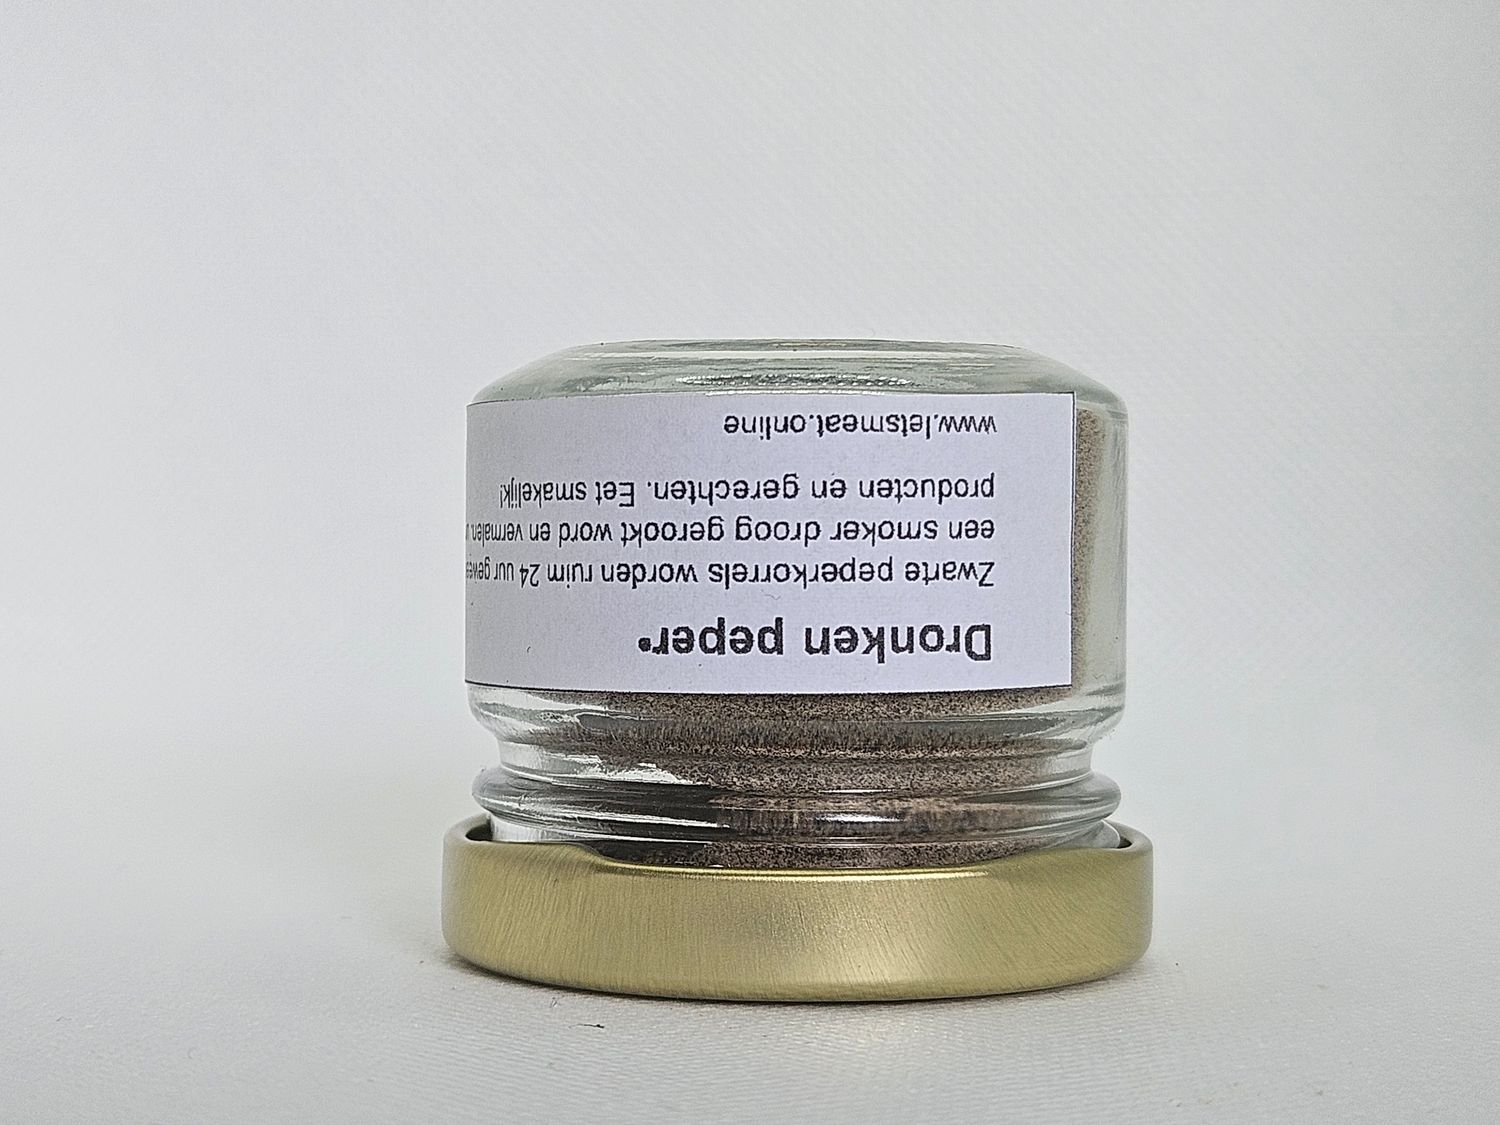 Dronken peper®
Zwarte peperkorrels worden ruim 24 uur
een smoker droog gerookt word en vermalen.
producten en gerechten. Eet smakelijk!
www.letsmeat.online